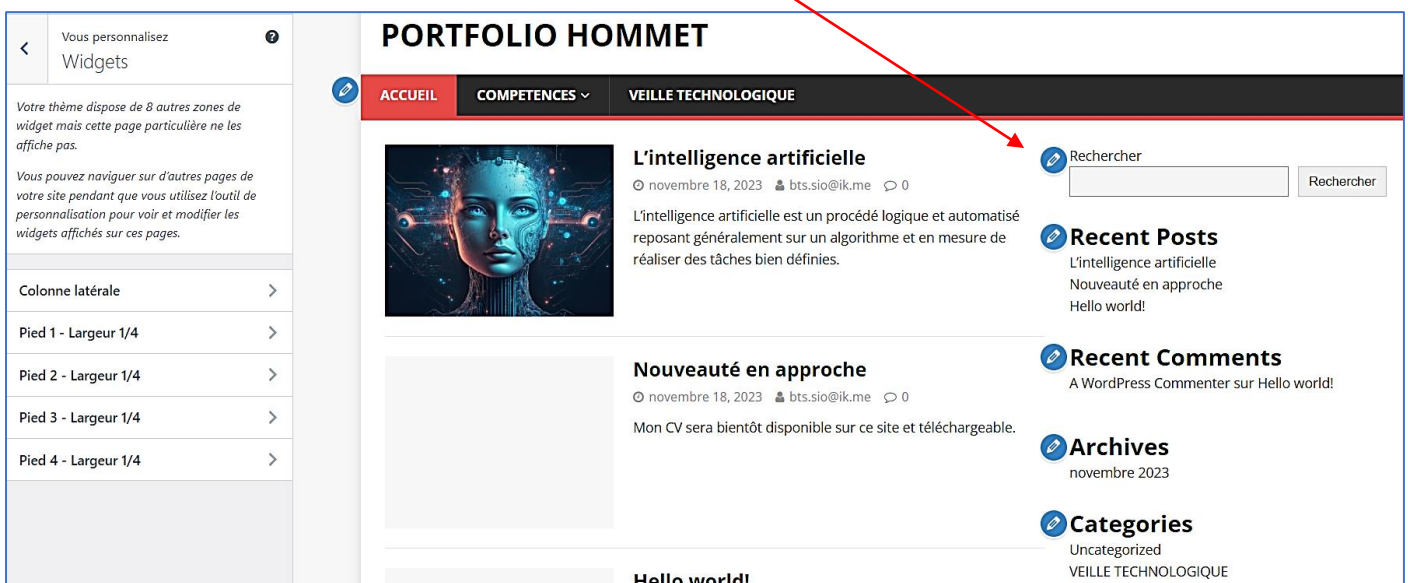 Vous personnalisez
Widgets
Votre thème dispose de 8 autres zones de
widget mais cette page particulière ne les
affiche pas.
Vous pouvez naviguer sur d'autres pages de
votre site pendant que vous utilisez l'outil de
personnalisation pour voir et modifier les
widgets affichés sur ces pages.
Colonne latérale
Pied 1 - Largeur 1/4
Pied 2 - Largeur 1/4
Pied 3 - Largeur 1/4
Pied 4 - Largeur 1/4
PORTFOLIO HOMMET
ACCUEIL COMPETENCES VEILLE TECHNOLOGIQUE
L'intelligence artificielle
novembre 18, 2023 bts.sio@ik.me 0
L'intelligence artificielle est un procédé logique et automatisé
reposant généralement sur un algorithme et en mesure de
réaliser des tâches bien définies.
Nouveauté en approche
novembre 18, 2023 bts.sio@ik.me 0
Mon CV sera bientôt disponible sur ce site et téléchargeable.
Hello world!
Rechercher
Rechercher
Recent Posts
L'intelligence artificielle
Nouveauté en approche
Hello world!
Recent Comments
A WordPress Commenter sur Hello world!
Archives
novembre 2023
Categories
Uncategorized
VEILLE TECHNOLOGIQUE